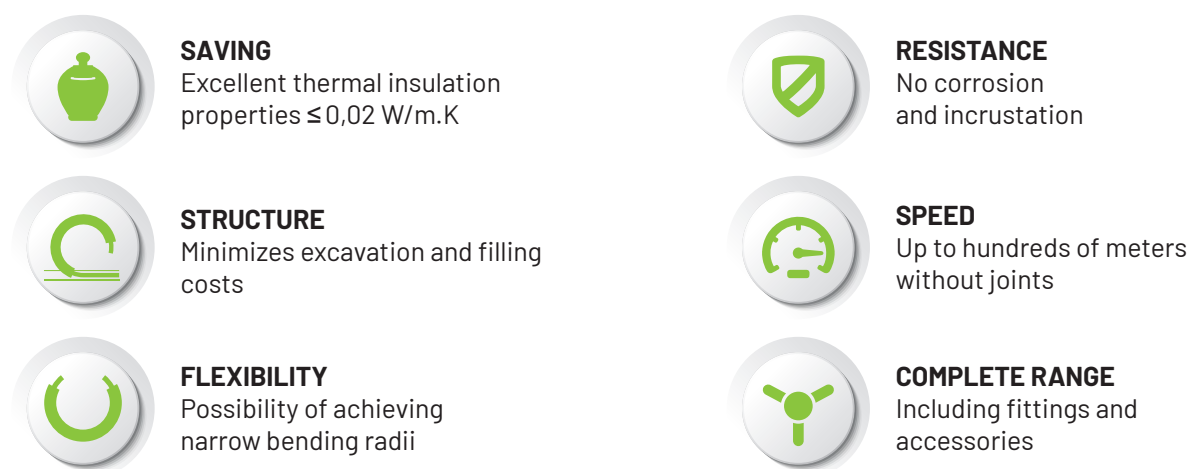 SAVING
Excellent thermal insulation
properties ≤ 0,02 W/m.K
STRUCTURE
Minimizes excavation and filling
costs
FLEXIBILITY
Possibility of achieving
narrow bending radii
RESISTANCE
No corrosion
and incrustation
SPEED
Up to hundreds of meters
without joints
COMPLETE RANGE
Including fittings and
accessories